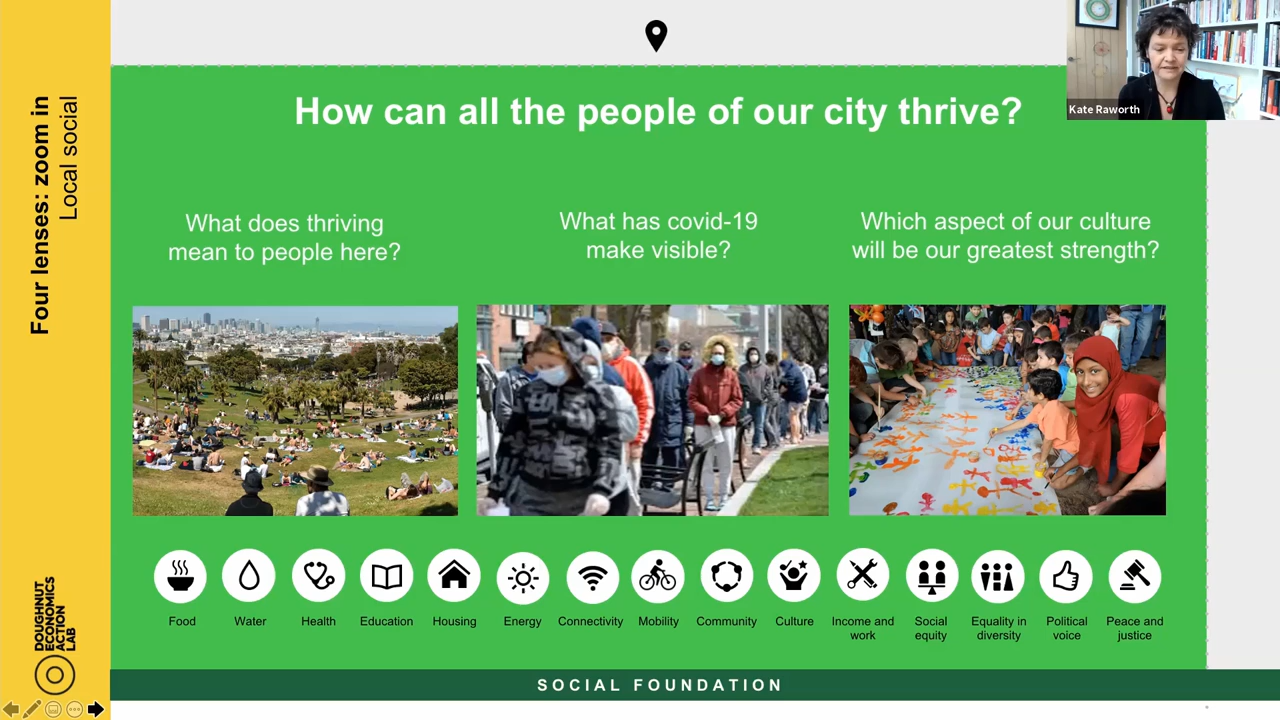 Four lenses: zoom in
Local social
How can all the people of our city thrive?
Kate Raworth
What does thriving
mean to people here?
What has covid-19
make visible?
Which aspect of our culture
will be our greatest strength?
Food
Water
Health
Education
Housing
Energy
Connectivity
Mobility
Community
Culture
Income and
work
Social
equity
Equality in
diversity
Political
voice
Peace and
justice
SOCIAL FOUNDATION
DOUGHNUT
ECONOMICS
ACTION
LAB